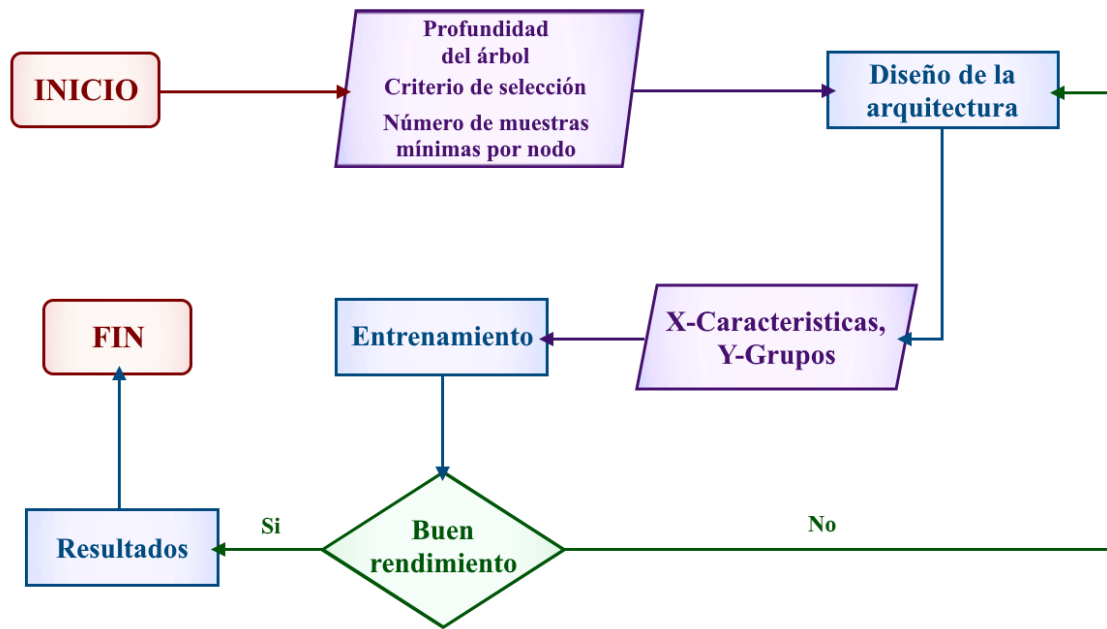 INICIO
Profundidad
del árbol
Criterio de selección
Número de muestras
mínimas por nodo
Diseño de la
arquitectura
X-Caracteristicas,
Y-Grupos
Entrenamiento
FIN
Buen
rendimiento
Si
No
Resultados